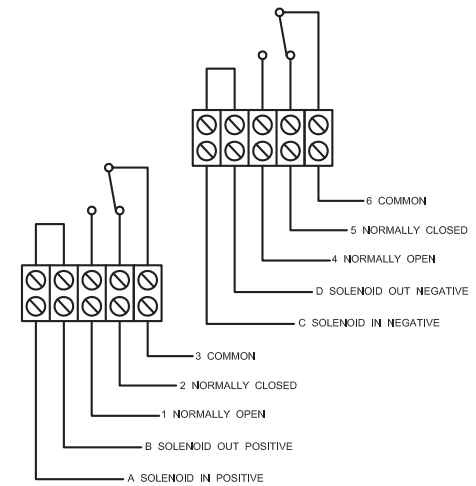 6 COMMON
5 NORMALLY CLOSED
4 NORMALLY OPEN
D SOLENOID OUT NEGATIVE
C SOLENOID IN NEGATIVE
3 COMMON
2 NORMALLY CLOSED
1 NORMALLY OPEN
B SOLENOID OUT POSITIVE
A SOLENOID IN POSITIVE